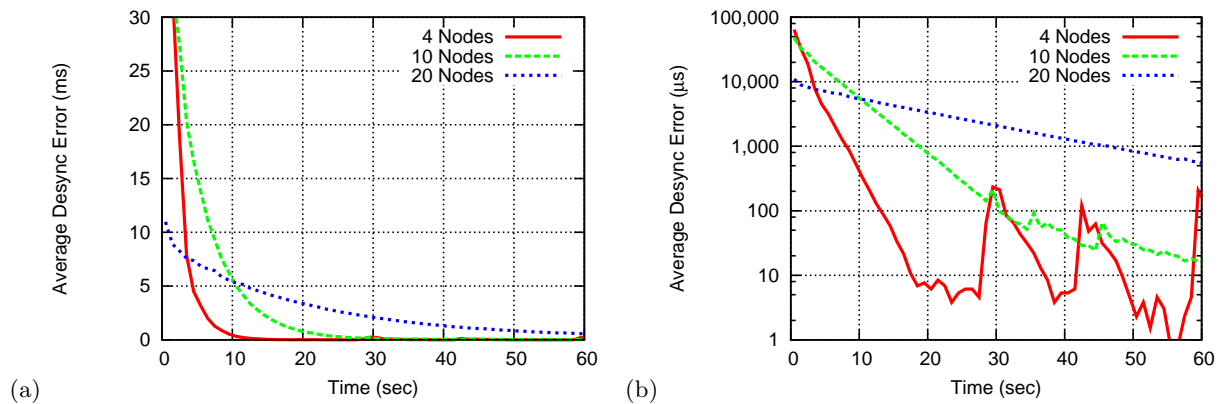 Average Desync Error (ms)
30
25
20
15
10
5
0
4 Nodes
10 Nodes
20 Nodes
0 10 20 30 40 50 60
Time (sec)
(a)
Average Desync Error (μs)
100,000
10,000
1,000
100
10
1
4 Nodes
10 Nodes
20 Nodes
0 10 20 30 40 50 60
Time (sec)
(b)